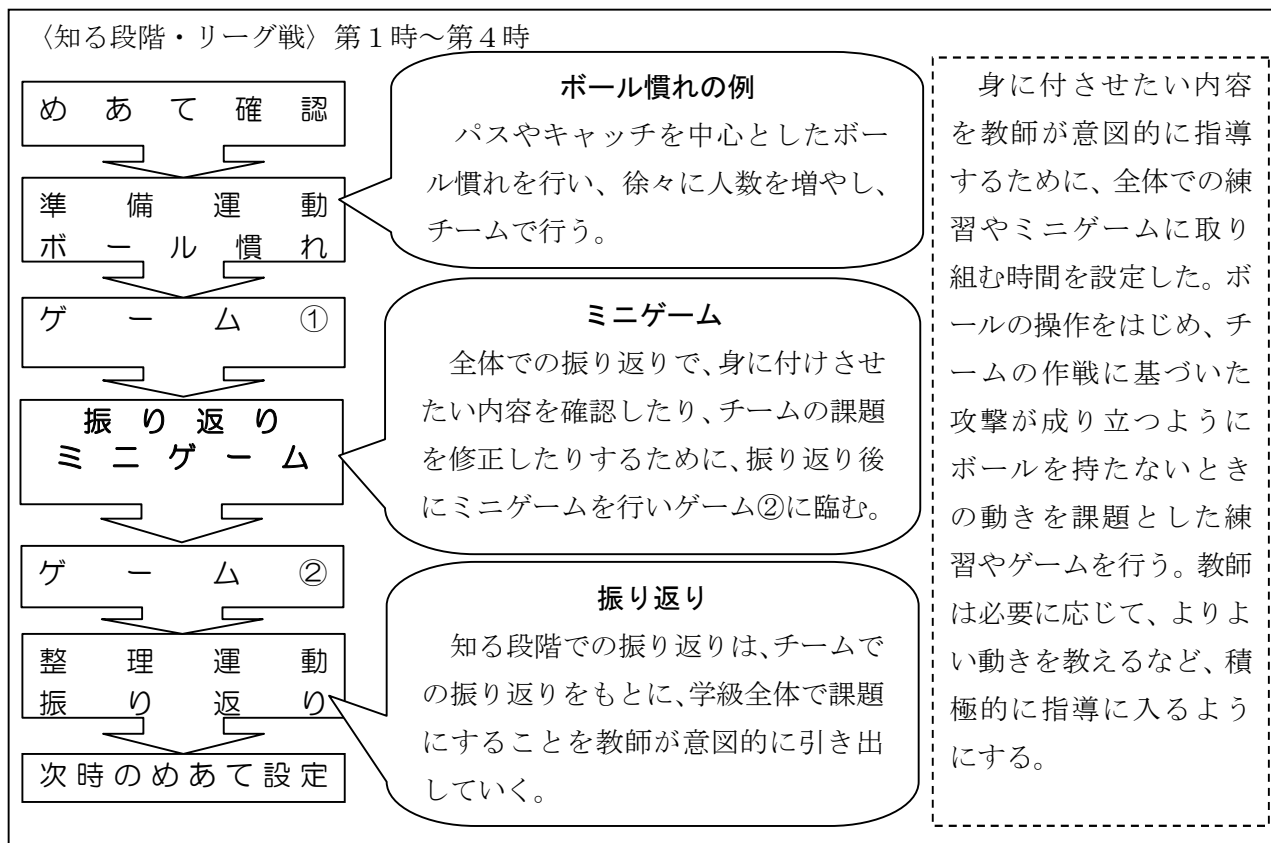 〈知る段階・リーグ戦〉第１時～第４時
めあて確認
準備運動
ボール慣れ
ゲーム①
振り返り
ミニゲーム
ゲーム②
整理運動
振り返り
次時のめあて設定
ボール慣れの例
パスやキャッチを中心としたボー
ル慣れを行い、徐々に人数を増やし、
チームで行う。
ミニゲーム
全体での振り返りで、身に付けさせ
たい内容を確認したり、チームの課題
を修正したりするために、振り返り後
にミニゲームを行いゲーム②に臨む。
振り返り
知る段階での振り返りは、チームで
の振り返りをもとに、学級全体で課題
にすることを教師が意図的に引き出
していく。
身に付させたい内容
を教師が意図的に指導
するために、全体での練
習やミニゲームに取り
組む時間を設定した。ボ
ールの操作をはじめ、チ
ームの作戦に基づいた
攻撃が成り立つように
ボールを持たないとき
の動きを課題とした練
習やゲームを行う。教師
は必要に応じて、よりよ
い動きを教えるなど、積
極的に指導に入るよう
にする。